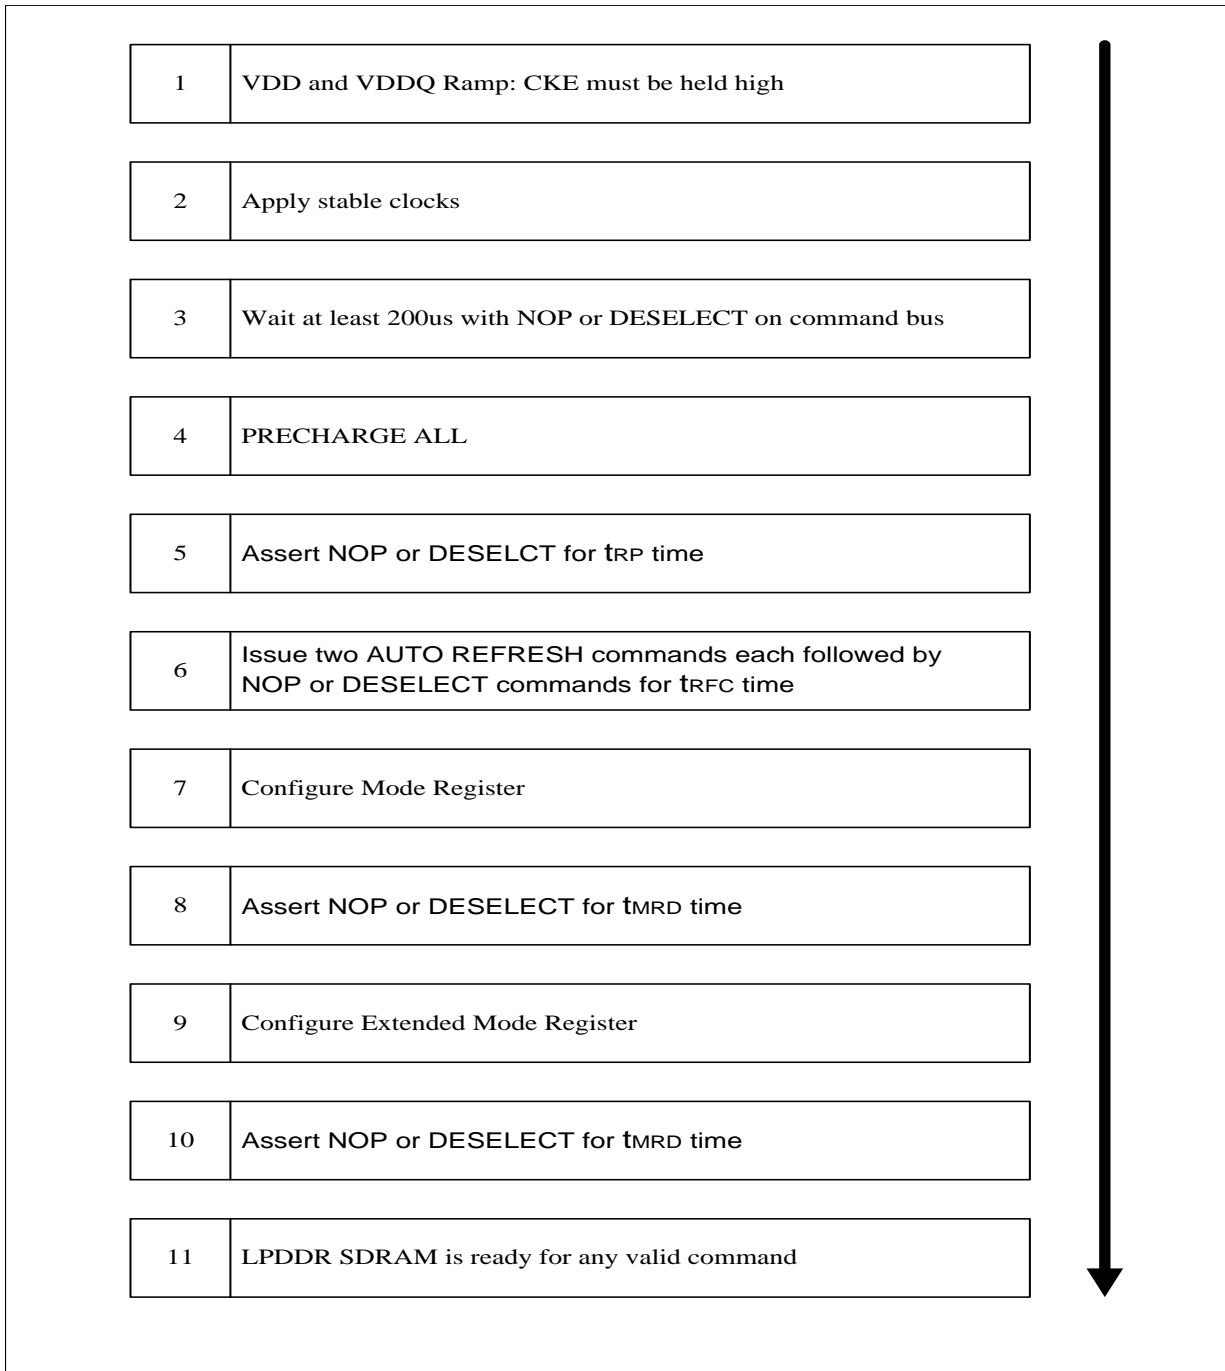 1 VDD and VDDQ Ramp: CKE must be held high
2 Apply stable clocks
3 Wait at least 200us with NOP or DESELECT on command bus
4 PRECHARGE ALL
5 Assert NOP or DESELCT for tRP time
6 Issue two AUTO REFRESH commands each followed by
NOP or DESELECT commands for tRFC time
7 Configure Mode Register
8 Assert NOP or DESELECT for tMRD time
9 Configure Extended Mode Register
10 Assert NOP or DESELECT for tMRD time
11 LPDDR SDRAM is ready for any valid command